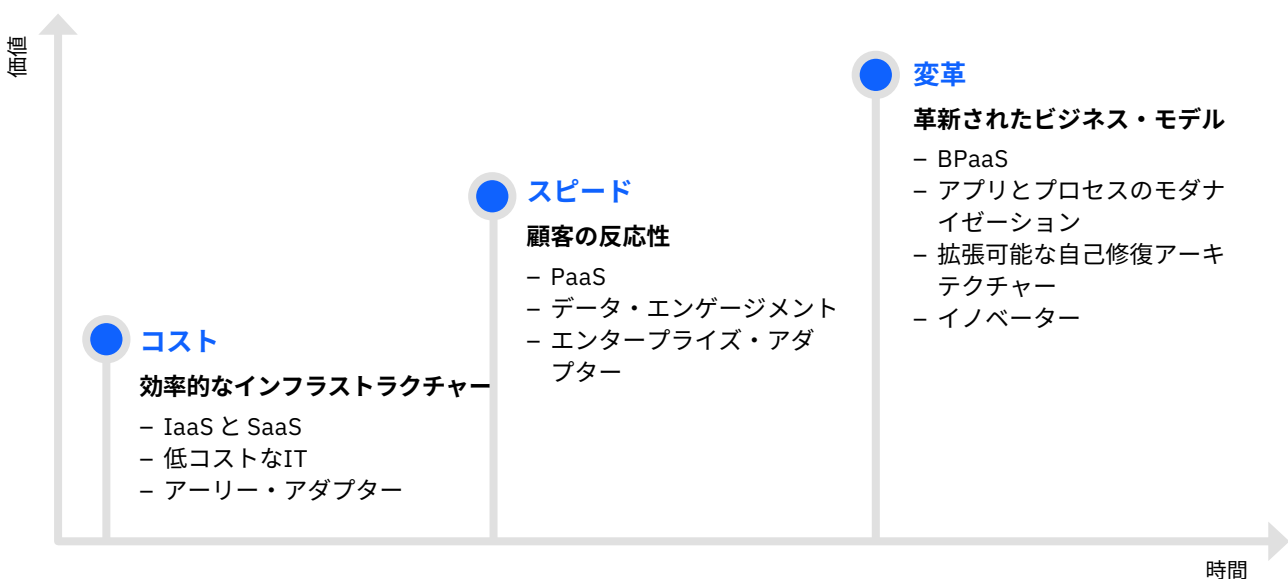 価値
変革
革新されたビジネス・モデル
– BPaaS
– アプリとプロセスのモダナ
イゼーション
– 拡張可能な自己修復アーキ
テクチャー
– イノベーター
スピード
顧客の反応性
– PaaS
– データ・エンゲージメント
– エンタープライズ・アダ
プター
コスト
効率的なインフラストラクチャー
– IaaS と SaaS
– 低コストなIT
– アーリー・アダプター
時間